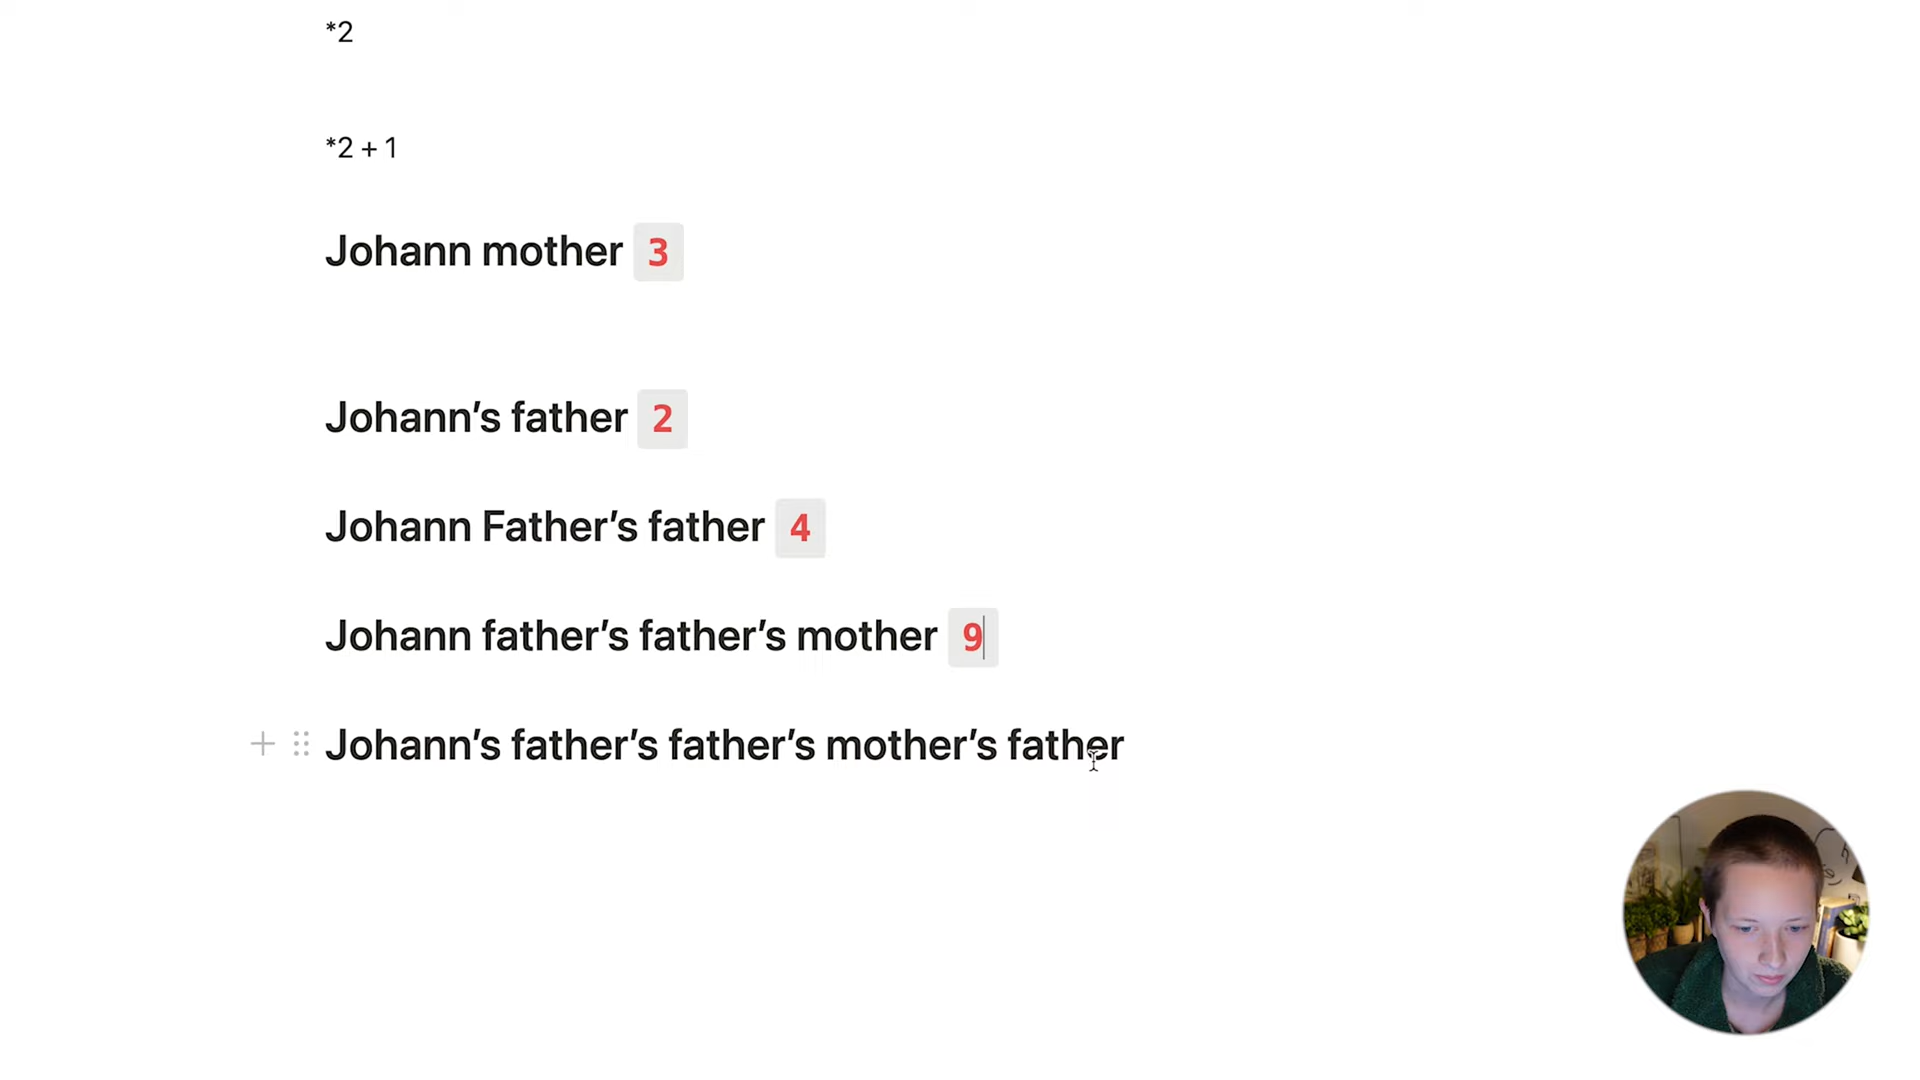 *2
*2 + 1
Johann mother 3
Johann’s father 2
Johann Father’s father 4
Johann father’s father’s mother 9
Johann’s father’s father’s mother’s father